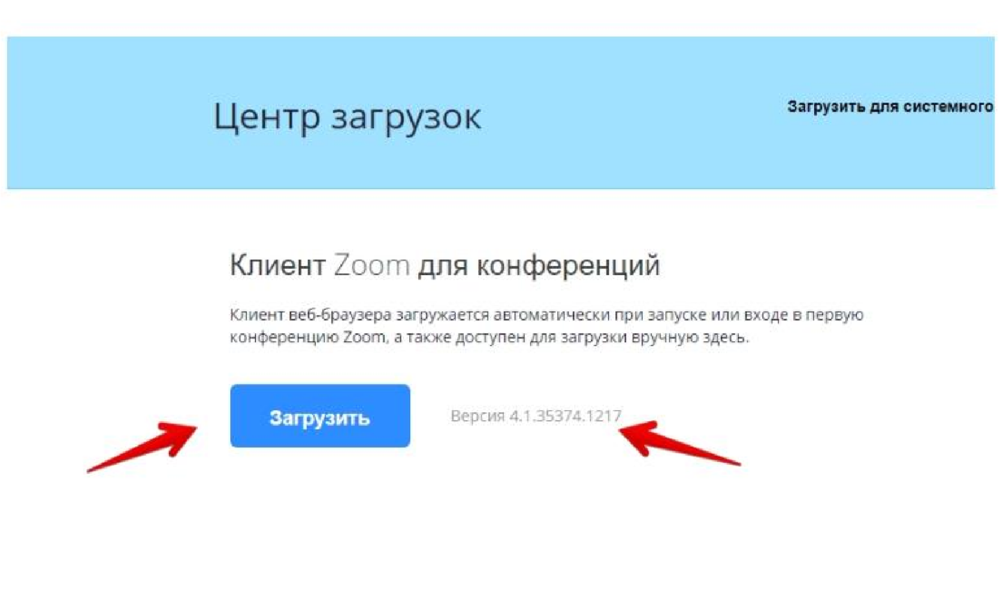 Центр загрузок
Загрузить для системного
Клиент Zoom для конференций
Клиент веб-браузера загружается автоматически при запуске или входе в первую
конференцию Zoom, а также доступен для загрузки вручную здесь.
Загрузить
Версия 4.1.35374.1217